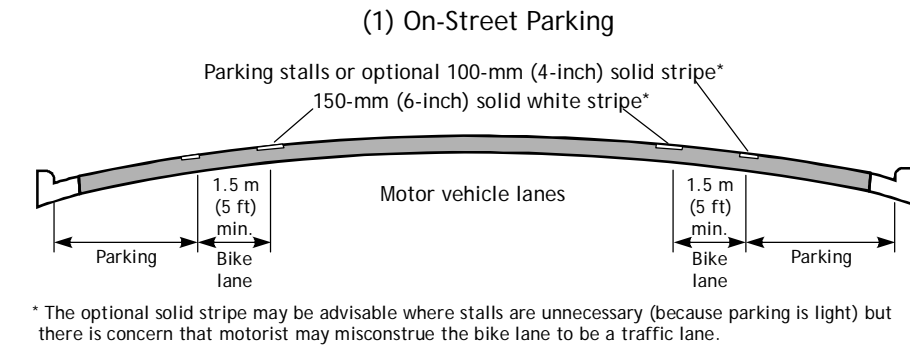 (1) On-Street Parking
Parking stalls or optional 100-mm (4-inch) solid stripe*
150-mm (6-inch) solid white stripe*
1.5 m
(5 ft)
min.
Motor vehicle lanes
1.5 m
(5 ft)
min.
Parking
Bike
lane
Bike
lane
Parking
* The optional solid stripe may be advisable where stalls are unnecessary (because parking is light) but
there is concern that motorist may misconstrue the bike lane to be a traffic lane.